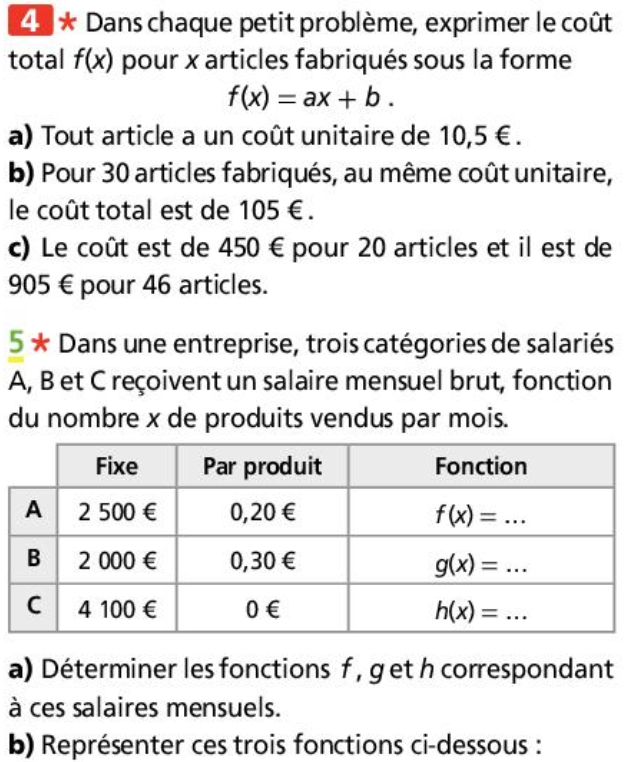 4 * Dans chaque petit problème, exprimer le coût
total f(x) pour x articles fabriqués sous la forme
f(x) = ax + b .
a) Tout article a un coût unitaire de 10,5 €.
b) Pour 30 articles fabriqués, au même coût unitaire,
le coût total est de 105 €.
c) Le coût est de 450 € pour 20 articles et il est de
905 € pour 46 articles.
5 * Dans une entreprise, trois catégories de salariés
A, B et C reçoivent un salaire mensuel brut, fonction
du nombre x de produits vendus par mois.
Fixe Par produit Fonction
A 2 500 € 0,20 € f(x) = ...
B 2 000 € 0,30 € g(x) = ...
C 4 100 € 0 € h(x) = ...
a) Déterminer les fonctions f, g et h correspondant
à ces salaires mensuels.
b) Représenter ces trois fonctions ci-dessous :